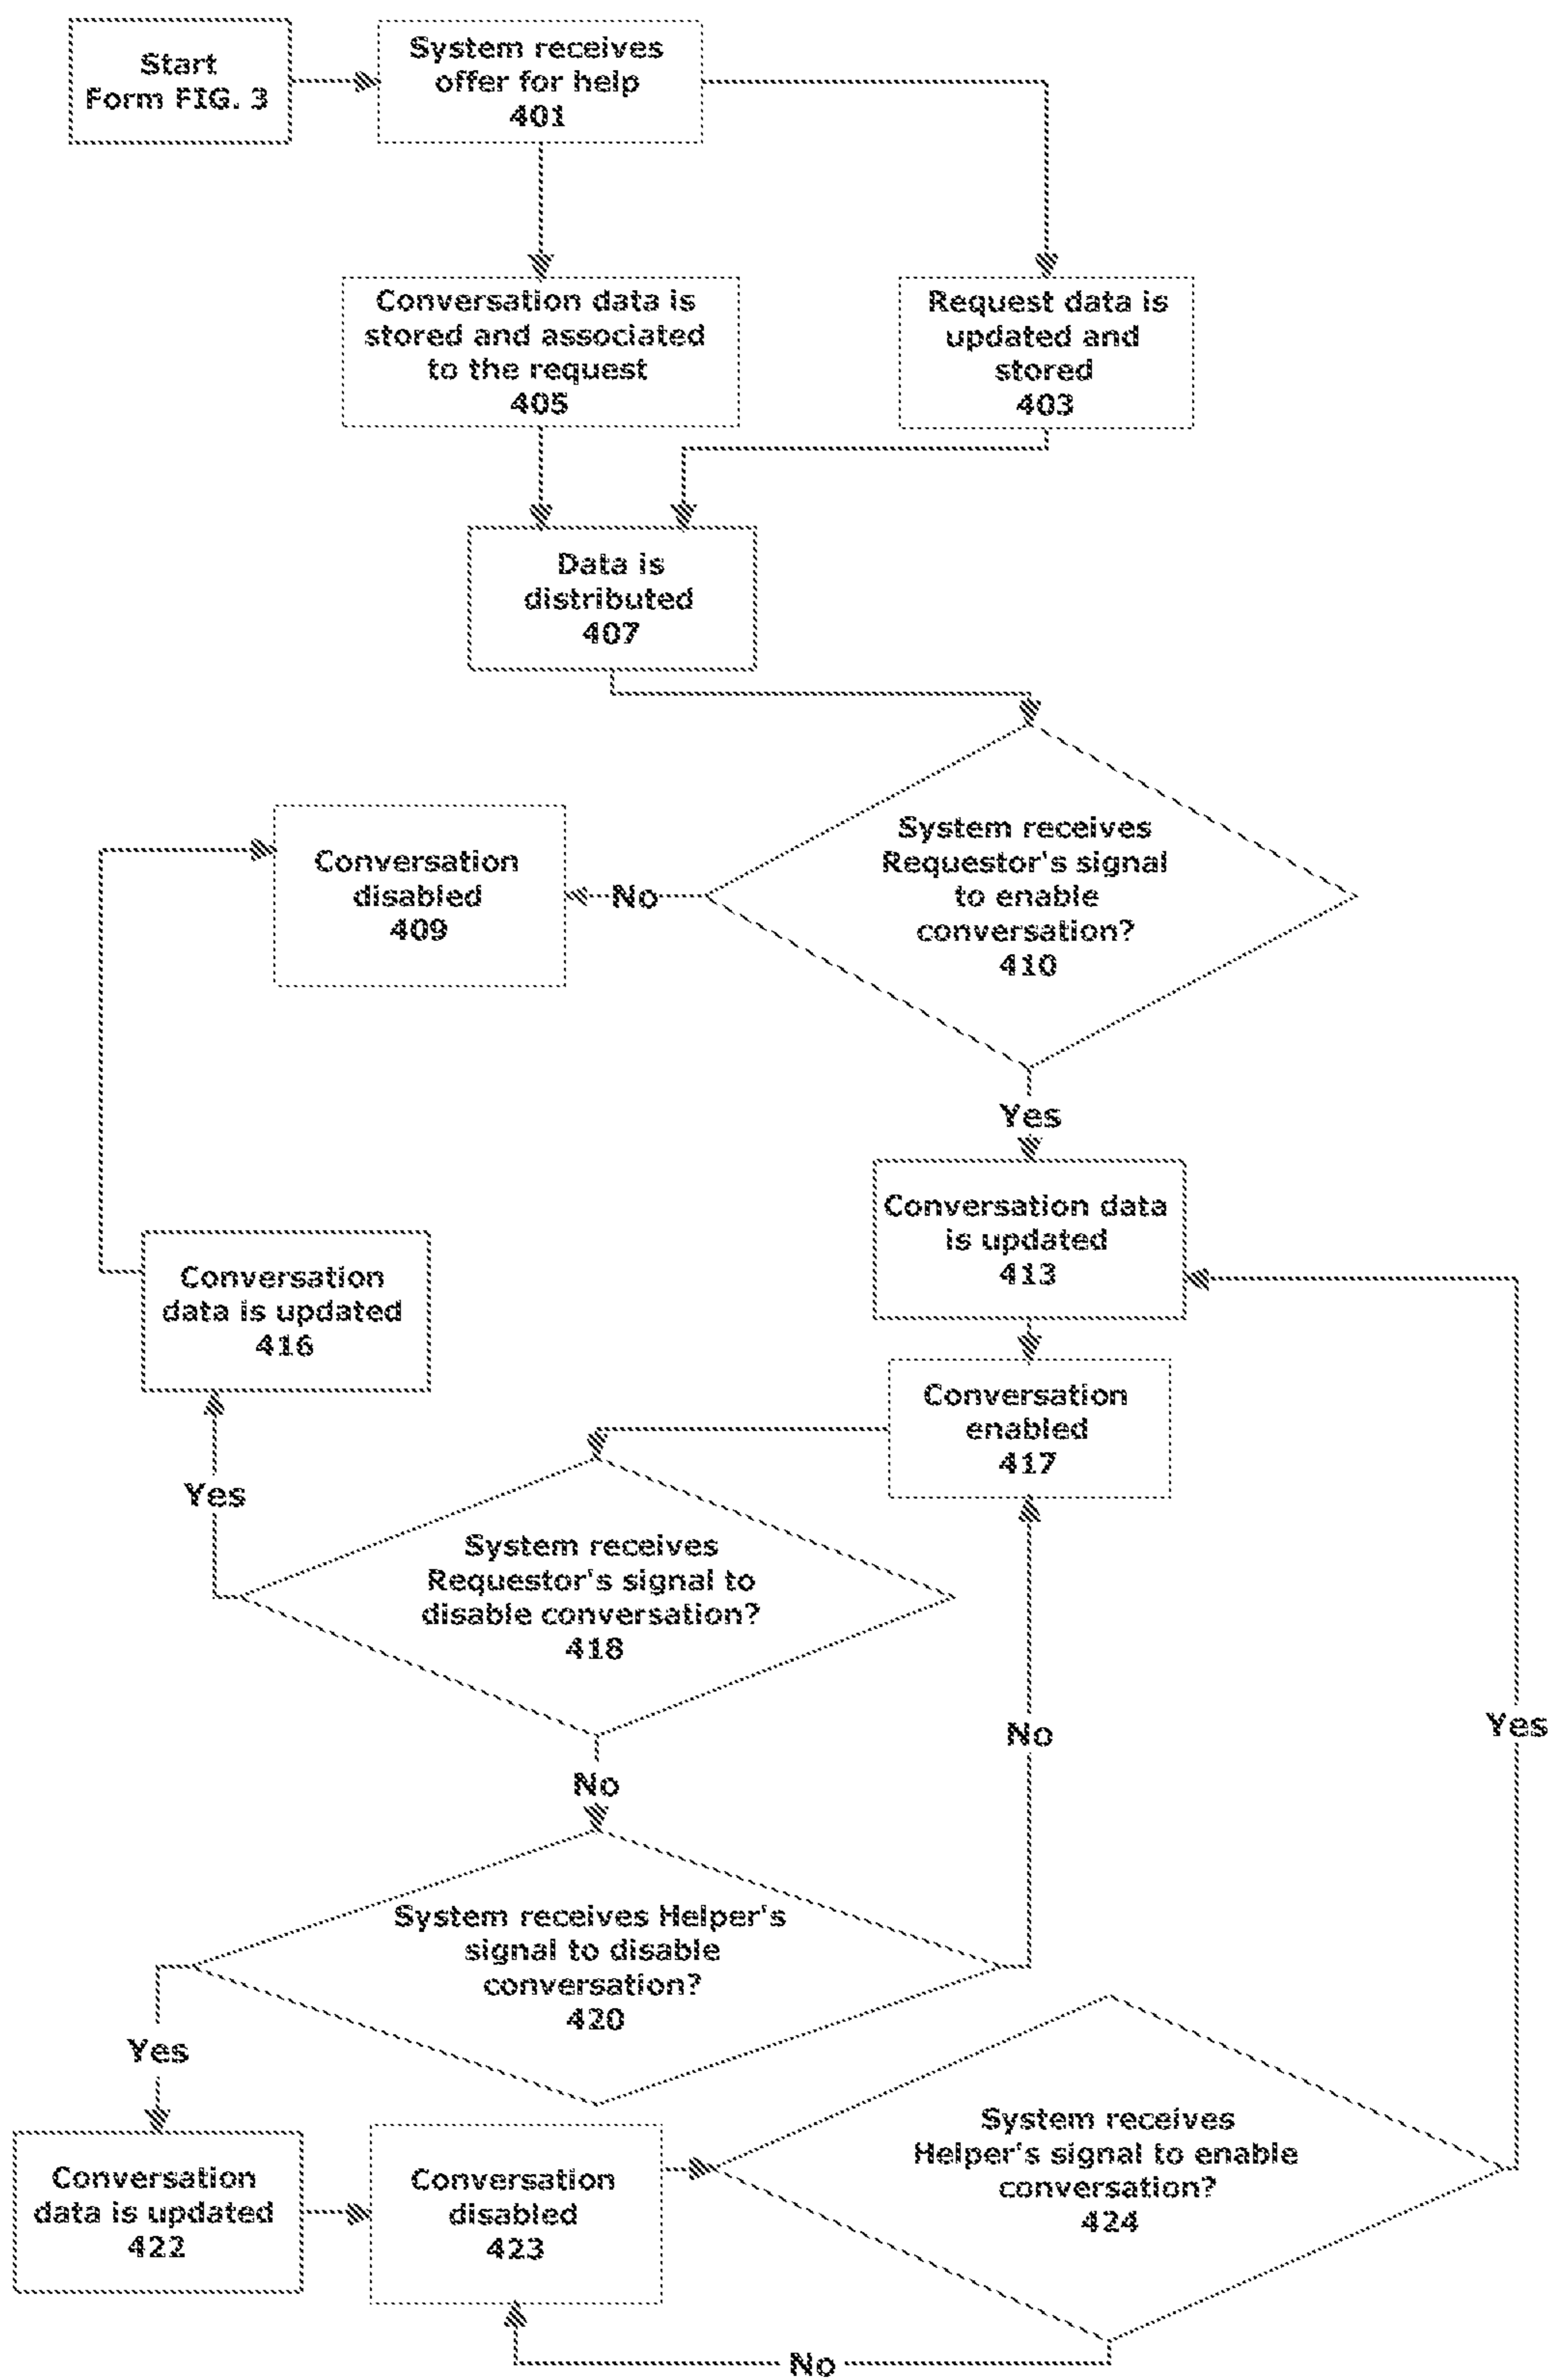 Start
Form FIG. 3
System receives
offer for help
401
Conversation data is
stored and associated
to the request
405
Request data is
updated and
stored
403
Data is
distributed
407
System receives
Requestor's signal
to enable
conversation?
410
No
Conversation
disabled
409
Yes
Conversation data
is updated
413
Conversation
data is updated
416
Conversation
enabled
417
Yes
System receives
Requestor's signal to
disable conversation?
418
No
Yes
No
System receives Helper's
signal to disable
conversation?
420
Yes
System receives
Helper's signal to enable
conversation?
424
Conversation
data is updated
422
Conversation
disabled
423
No